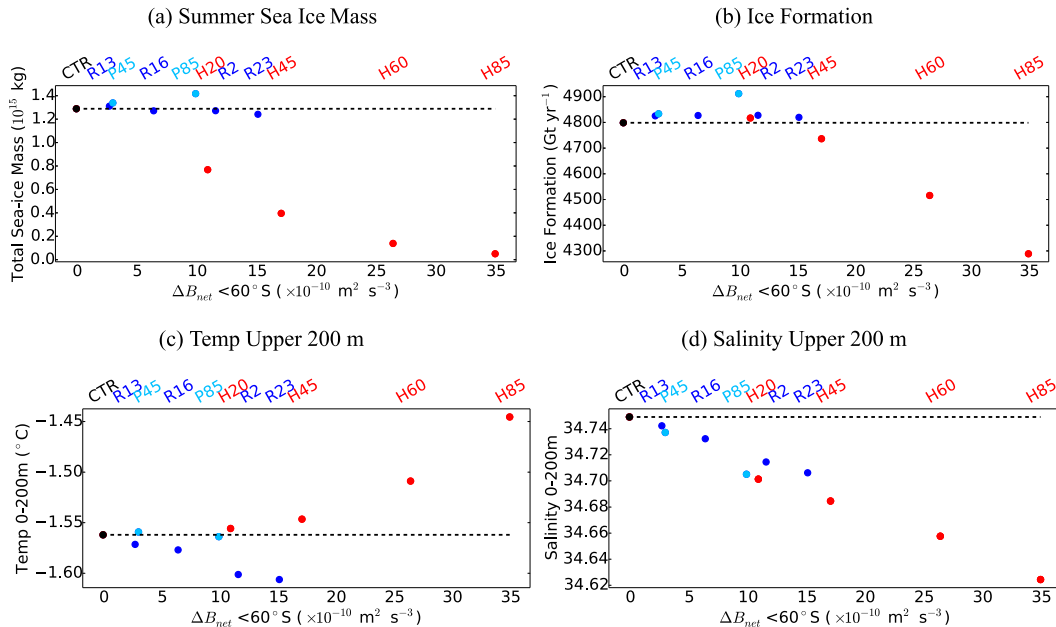 (a) Summer Sea Ice Mass
CTR R13 P45 R16 P85 H20 R2 R23 H45 H60 H85
Total Sea-ice Mass (10¹⁵ kg)
1.4
1.2
1.0
0.8
0.6
0.4
0.2
0.0
0 5 10 15 20 25 30 35
ΔB_net <60°S (×10⁻¹⁰ m² s⁻³)
(b) Ice Formation
CTR R13 P45 R16 P85 H20 R2 R23 H45 H60 H85
Ice Formation (Gt yr⁻¹)
4900
4800
4700
4600
4500
4400
4300
0 5 10 15 20 25 30 35
ΔB_net <60°S (×10⁻¹⁰ m² s⁻³)
(c) Temp Upper 200 m
CTR R13 P45 R16 P85 H20 R2 R23 H45 H60 H85
Temp 0-200m (°C)
−1.45
−1.50
−1.55
−1.60
0 5 10 15 20 25 30 35
ΔB_net <60°S (×10⁻¹⁰ m² s⁻³)
(d) Salinity Upper 200 m
CTR R13 P45 R16 P85 H20 R2 R23 H45 H60 H85
Salinity 0-200m
34.74
34.72
34.70
34.68
34.66
34.64
34.62
0 5 10 15 20 25 30 35
ΔB_net <60°S (×10⁻¹⁰ m² s⁻³)